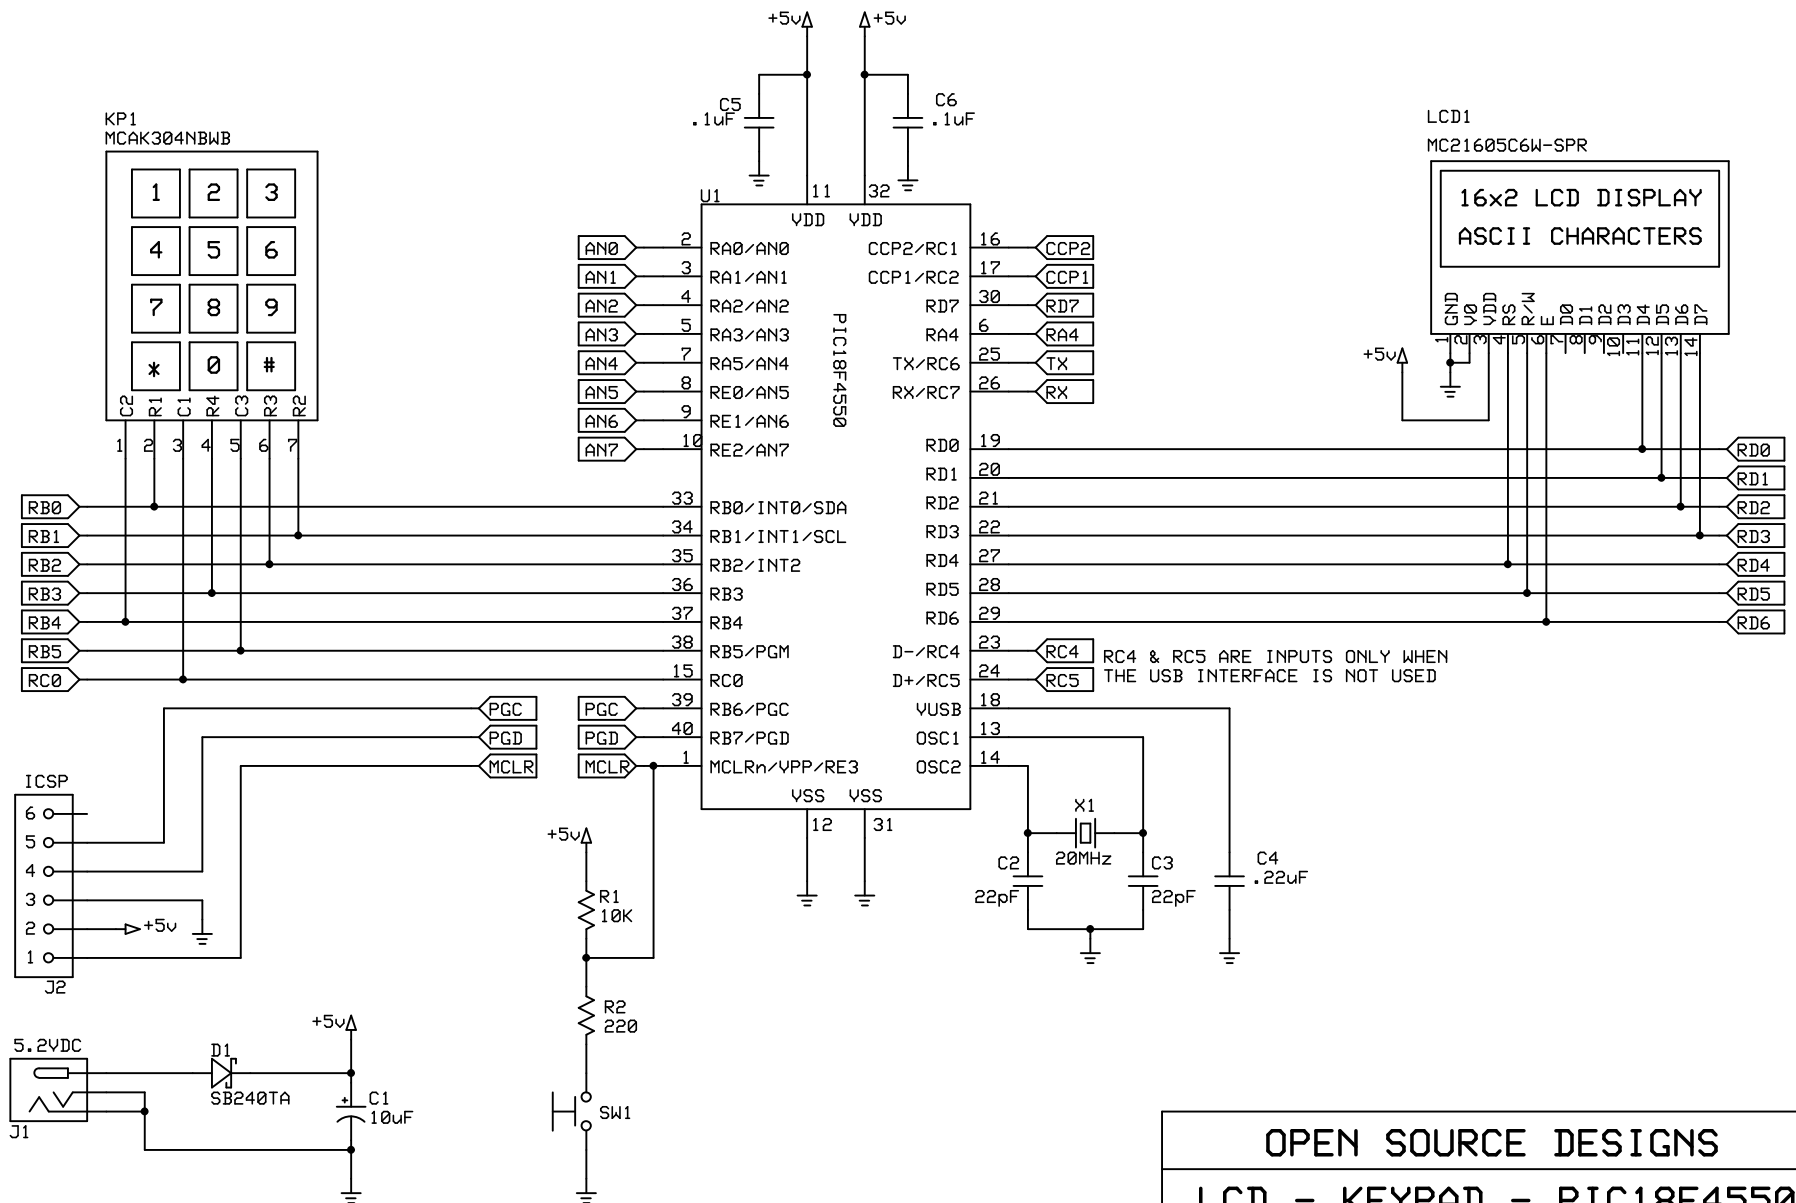 +5v
+5v
C5
.1uF
C6
.1uF
KP1
MCAK304NBWB
1 2 3
4 5 6
7 8 9
* 0 #
C2 R1 C1 R4 C3 R3 R2
1 2 3 4 5 6 7
LCD1
MC21605C6W-SPR
16x2 LCD DISPLAY
ASCII CHARACTERS
GND V0 VDD RS R/W E D0 D1 D2 D3 D4 D5 D6 D7
1 2 3 4 5 6 7 8 9 10 11 12 13 14
+5v
U1
11 32
VDD VDD
PIC18F4550
AN0 2 RA0/AN0
AN1 3 RA1/AN1
AN2 4 RA2/AN2
AN3 5 RA3/AN3
AN4 7 RA5/AN4
AN5 8 RE0/AN5
AN6 9 RE1/AN6
AN7 10 RE2/AN7
RB0 33 RB0/INT0/SDA
RB1 34 RB1/INT1/SCL
RB2 35 RB2/INT2
RB3 36 RB3
RB4 37 RB4
RB5 38 RB5/PGM
RC0 15 RC0
PGC PGC 39 RB6/PGC
PGD PGD 40 RB7/PGD
MCLR MCLR 1 MCLRn/VPP/RE3
CCP2/RC1 16 CCP2
CCP1/RC2 17 CCP1
RD7 30 RD7
RA4 6 RA4
TX/RC6 25 TX
RX/RC7 26 RX
RD0 19 RD0
RD1 20 RD1
RD2 21 RD2
RD3 22 RD3
RD4 27 RD4
RD5 28 RD5
RD6 29 RD6
D-/RC4 23 RC4
D+/RC5 24 RC5
RC4 & RC5 ARE INPUTS ONLY WHEN
THE USB INTERFACE IS NOT USED
VUSB 18
OSC1 13
OSC2 14
VSS VSS
12 31
ICSP
6
5
4
3
2 +5v
1
J2
+5v
R1
10K
R2
220
SW1
X1
20MHz
C2
22pF
C3
22pF
C4
.22uF
5.2VDC
J1
D1
SB240TA
+5v
+
C1
10uF
OPEN SOURCE DESIGNS
LCD - KEYPAD - PIC18F4550